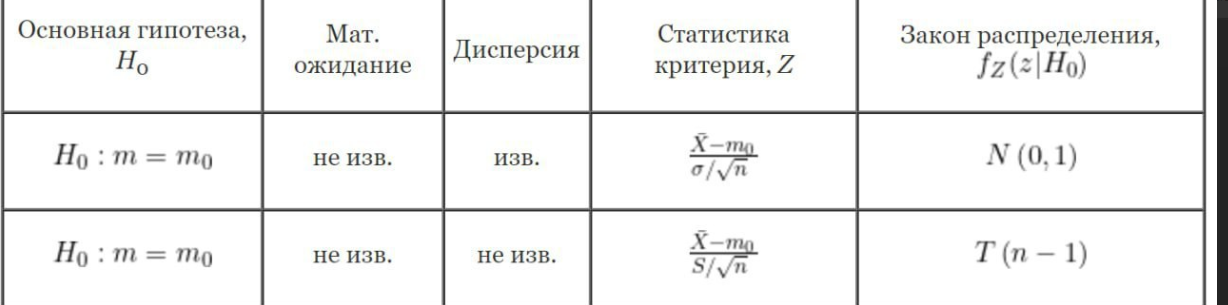 Основная гипотеза,
H₀
Мат.
ожидание
Дисперсия
Статистика
критерия, Z
Закон распределения,
f_Z(z|H₀)
H₀ : m = m₀
не изв.
изв.
(X̄−m₀)/(σ/√n)
N (0, 1)
H₀ : m = m₀
не изв.
не изв.
(X̄−m₀)/(S/√n)
T (n − 1)